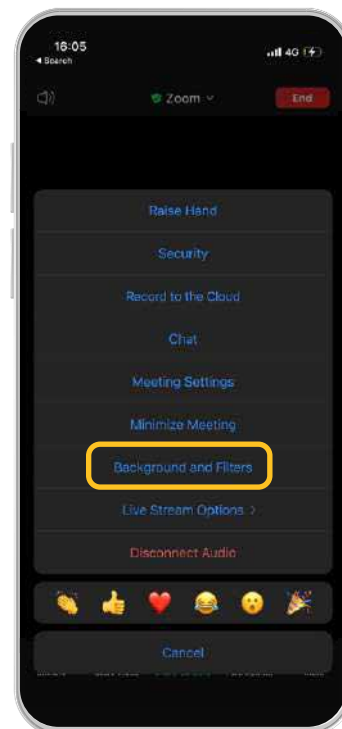 16:05
4G
◀ Search
Zoom
End
Raise Hand
Security
Record to the Cloud
Chat
Meeting Settings
Minimize Meeting
Background and Filters
Live Stream Options >
Disconnect Audio
Cancel